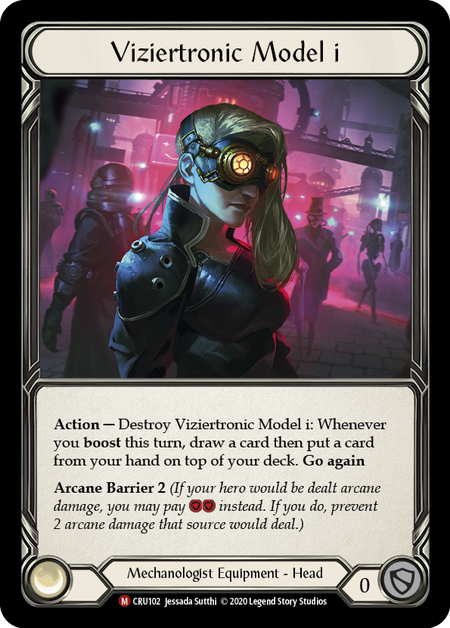 Viziertronic Model i
Action — Destroy Viziertronic Model i: Whenever
you boost this turn, draw a card then put a card
from your hand on top of your deck. Go again
Arcane Barrier 2 (If your hero would be dealt arcane
damage, you may pay instead. If you do, prevent
2 arcane damage that source would deal.)
Mechanologist Equipment - Head
0
M CRU102 Jessada Sutthi © 2020 Legend Story Studios